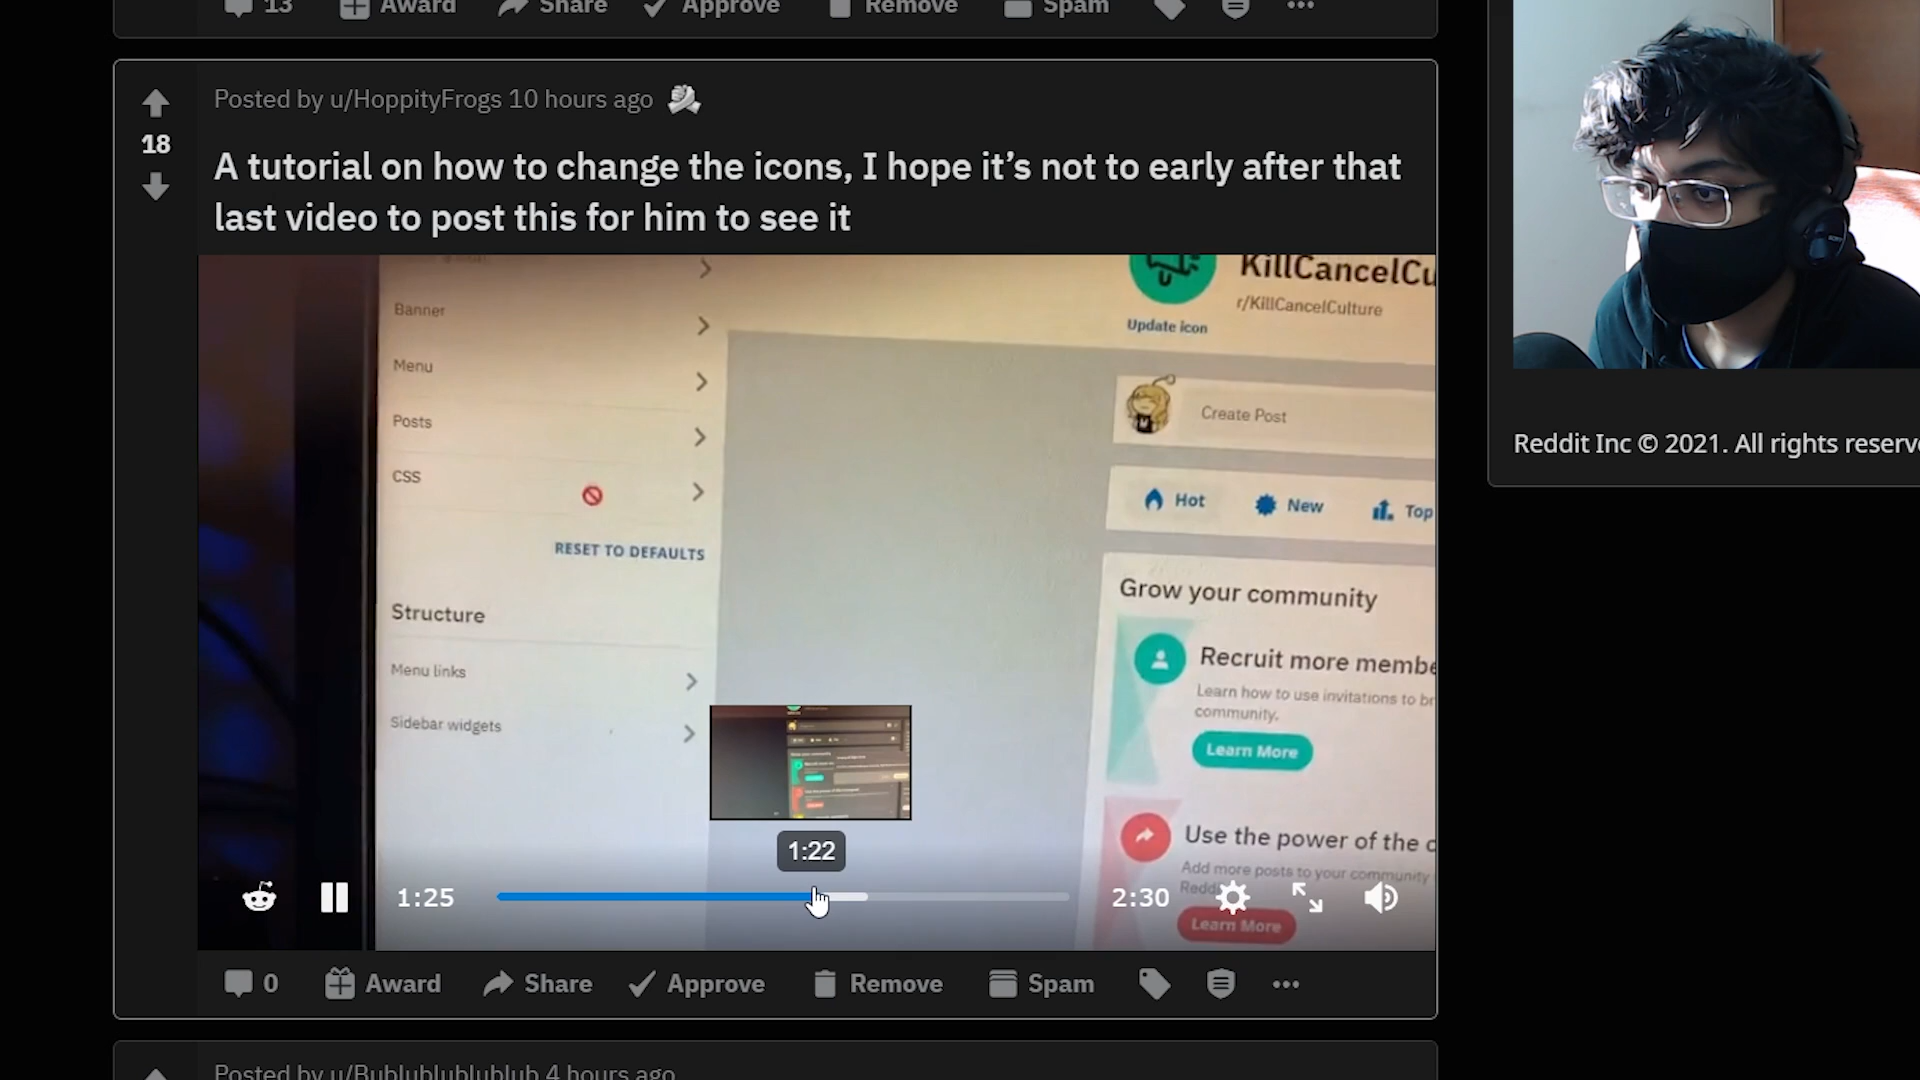 13 Award Share Approve Remove Spam
Posted by u/HoppityFrogs 10 hours ago
18
A tutorial on how to change the icons, I hope it’s not to early after that
last video to post this for him to see it
KillCancelCu
r/KillCancelCulture
Update icon
Banner
Menu
Posts
CSS
RESET TO DEFAULTS
Structure
Menu links
Sidebar widgets
Create Post
Hot New Top
Grow your community
Recruit more membe
Learn how to use invitations to br
community.
Learn More
Use the power of the c
Add more posts to your community
Redd
Learn More
1:22
1:25
2:30
0 Award Share Approve Remove Spam
Posted by u/Bublublublublub 4 hours ago
Reddit Inc © 2021. All rights reserve